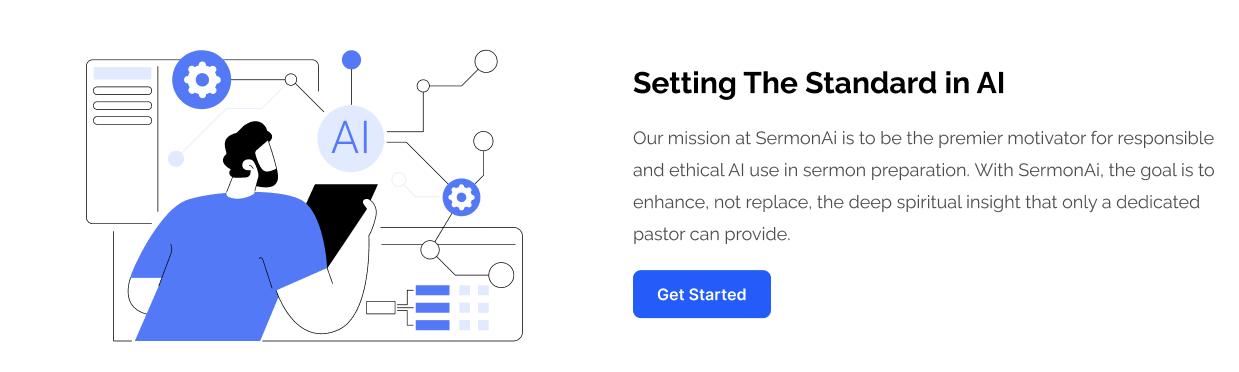 AI
Setting The Standard in AI
Our mission at SermonAi is to be the premier motivator for responsible
and ethical AI use in sermon preparation. With SermonAi, the goal is to
enhance, not replace, the deep spiritual insight that only a dedicated
pastor can provide.
Get Started